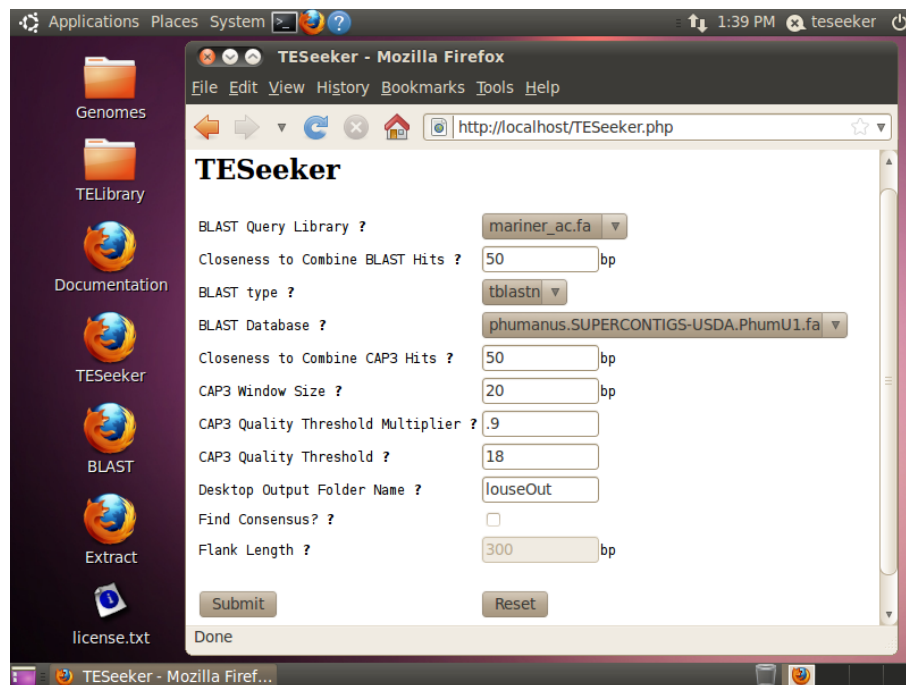 Applications Places System 1:39 PM teseeker
Genomes
TELibrary
Documentation
TESeeker
BLAST
Extract
license.txt
TESeeker - Mozilla Firefox
File Edit View History Bookmarks Tools Help
http://localhost/TESeeker.php
TESeeker
BLAST Query Library ? mariner_ac.fa
Closeness to Combine BLAST Hits ? 50 bp
BLAST type ? tblastn
BLAST Database ? phumanus.SUPERCONTIGS-USDA.PhumU1.fa
Closeness to Combine CAP3 Hits ? 50 bp
CAP3 Window Size ? 20 bp
CAP3 Quality Threshold Multiplier ? .9
CAP3 Quality Threshold ? 18
Desktop Output Folder Name ? louseOut
Find Consensus? ?
Flank Length ? 300 bp
Submit Reset
Done
TESeeker - Mozilla Firef...